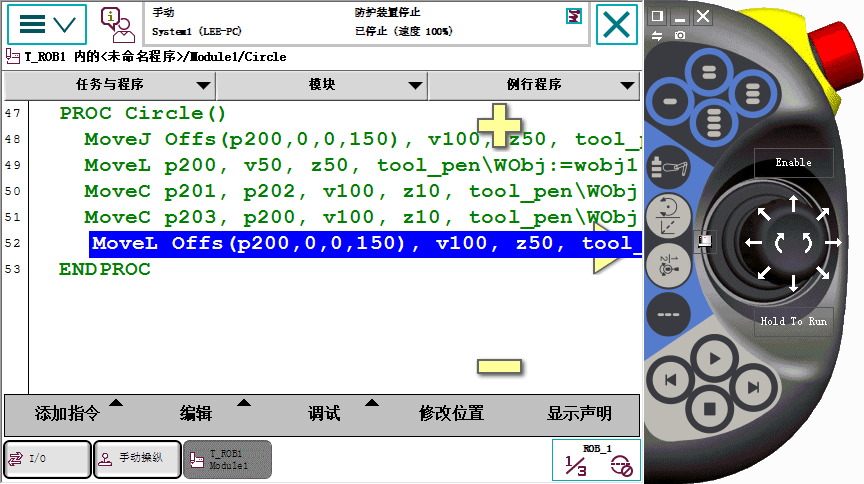 手动
System1 (LEE-PC)
防护装置停止
已停止 (速度 100%)
T_ROB1 内的<未命名程序>/Module1/Circle
任务与程序
模块
例行程序
47 PROC Circle()
48 MoveJ Offs(p200,0,0,150), v100, z50, tool_
49 MoveL p200, v50, z50, tool_pen\WObj:=wobj1
50 MoveC p201, p202, v100, z10, tool_pen\WObj
51 MoveC p203, p200, v100, z10, tool_pen\WObj
52 MoveL Offs(p200,0,0,150), v100, z50, tool_
53 ENDPROC
添加指令
编辑
调试
修改位置
显示声明
I/O
手动操纵
T_ROB1
Module1
ROB_1
1/3
Enable
Hold To Run